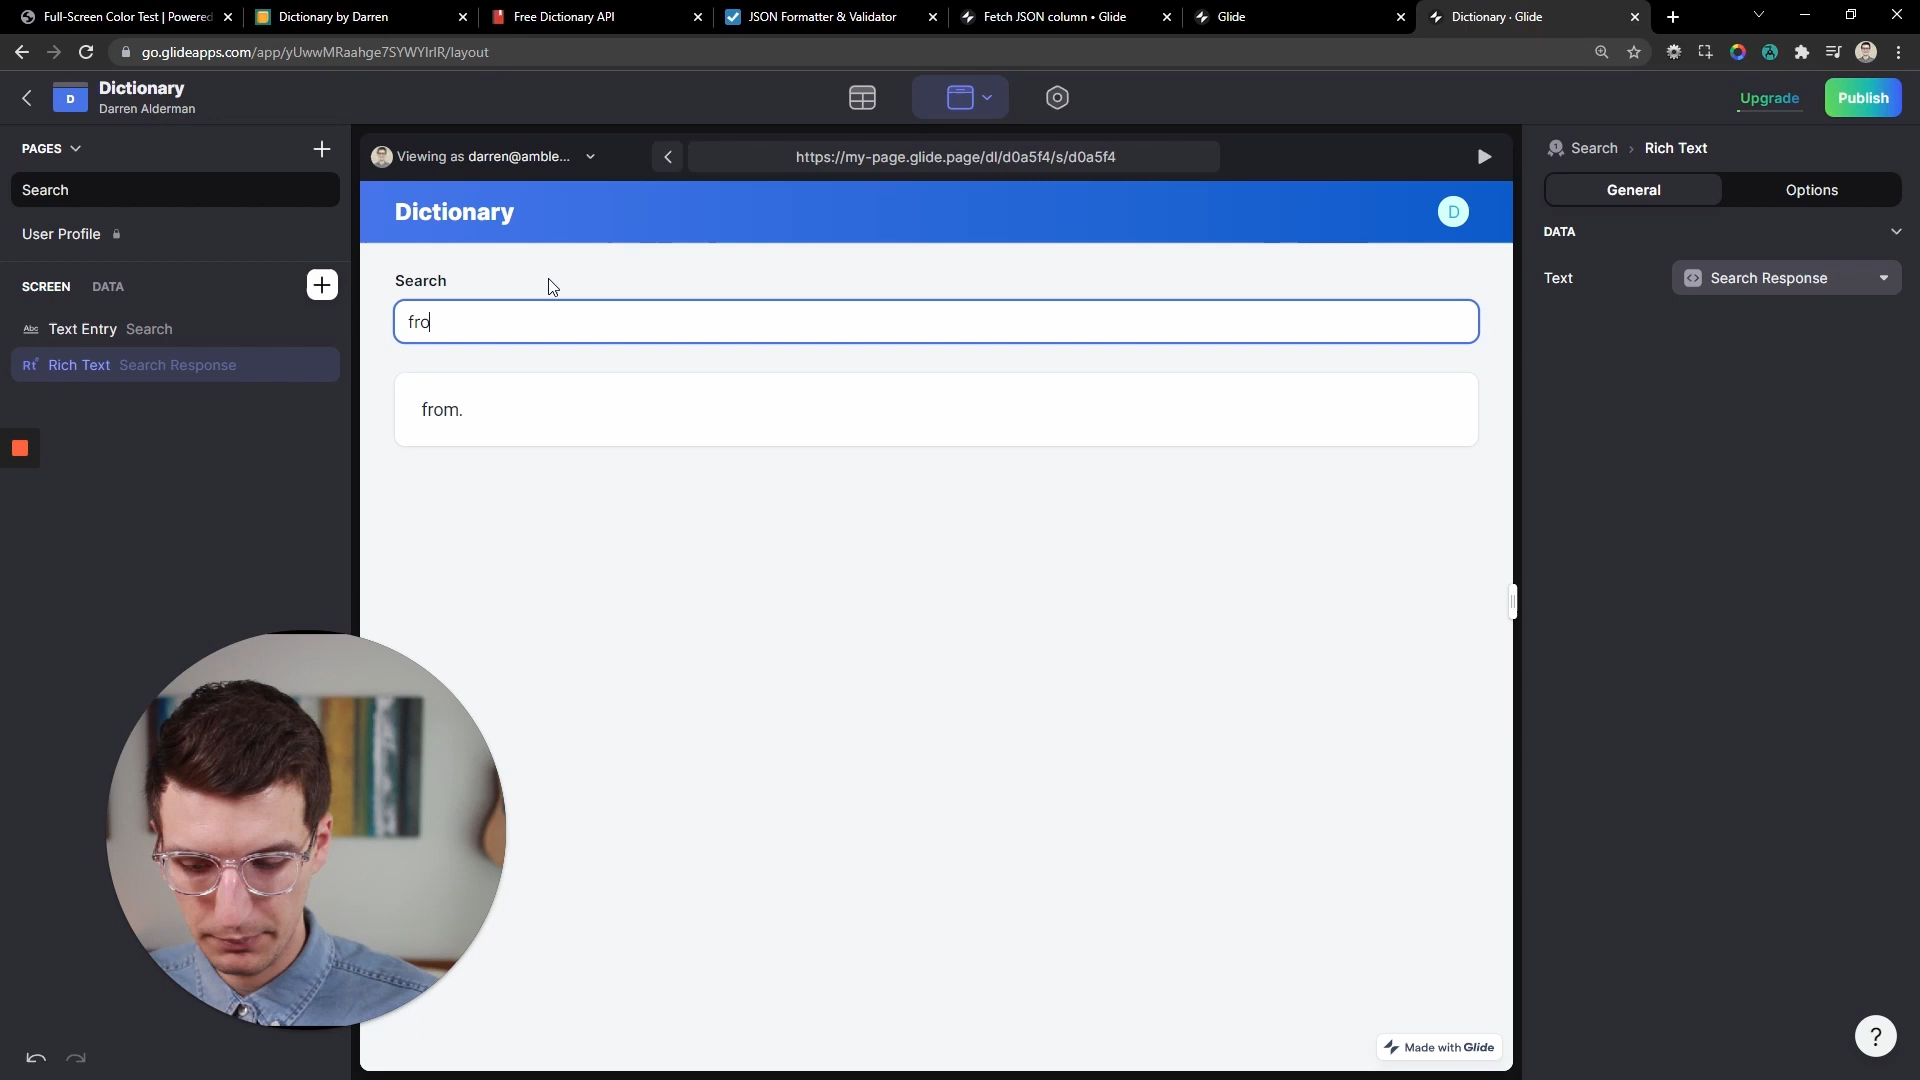 Full-Screen Color Test | Powered
Dictionary by Darren
Free Dictionary API
JSON Formatter & Validator
Fetch JSON column • Glide
Glide
Dictionary · Glide
go.glideapps.com/app/yUwwMRaahge7SYWYIrIR/layout
D
Dictionary
Darren Alderman
Upgrade
Publish
PAGES
Search
User Profile
SCREEN
DATA
Abc Text Entry Search
Rt Rich Text Search Response
Viewing as darren@amble...
https://my-page.glide.page/dl/d0a5f4/s/d0a5f4
Dictionary
D
Search
fro
from.
Made with Glide
Search › Rich Text
General
Options
DATA
Text
Search Response
?